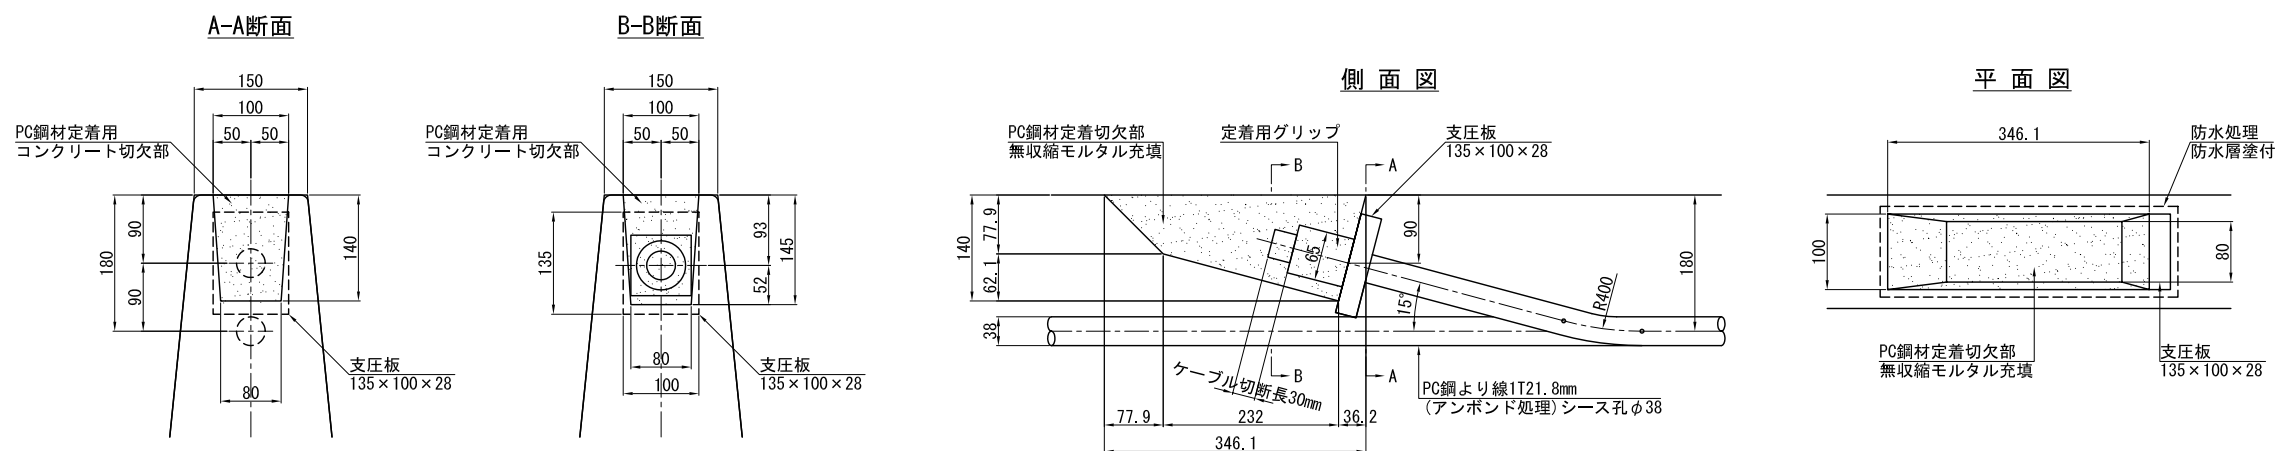 A-A断面
150
100
50
50
PC鋼材定着用
コンクリート切欠部
180
90
90
140
80
支圧板
135×100×28
B-B断面
150
100
50
50
PC鋼材定着用
コンクリート切欠部
135
93
52
145
80
100
支圧板
135×100×28
側面図
PC鋼材定着切欠部
無収縮モルタル充填
定着用グリップ
支圧板
135×100×28
B
A
140
77.9
62.1
38
65
90
180
15°
R400
ケーブル切断長30mm
B
A
PC鋼より線1T21.8mm
(アンボンド処理)シース孔φ38
77.9
232
36.2
346.1
平面図
346.1
防水処理
防水層塗付
100
80
PC鋼材定着切欠部
無収縮モルタル充填
支圧板
135×100×28